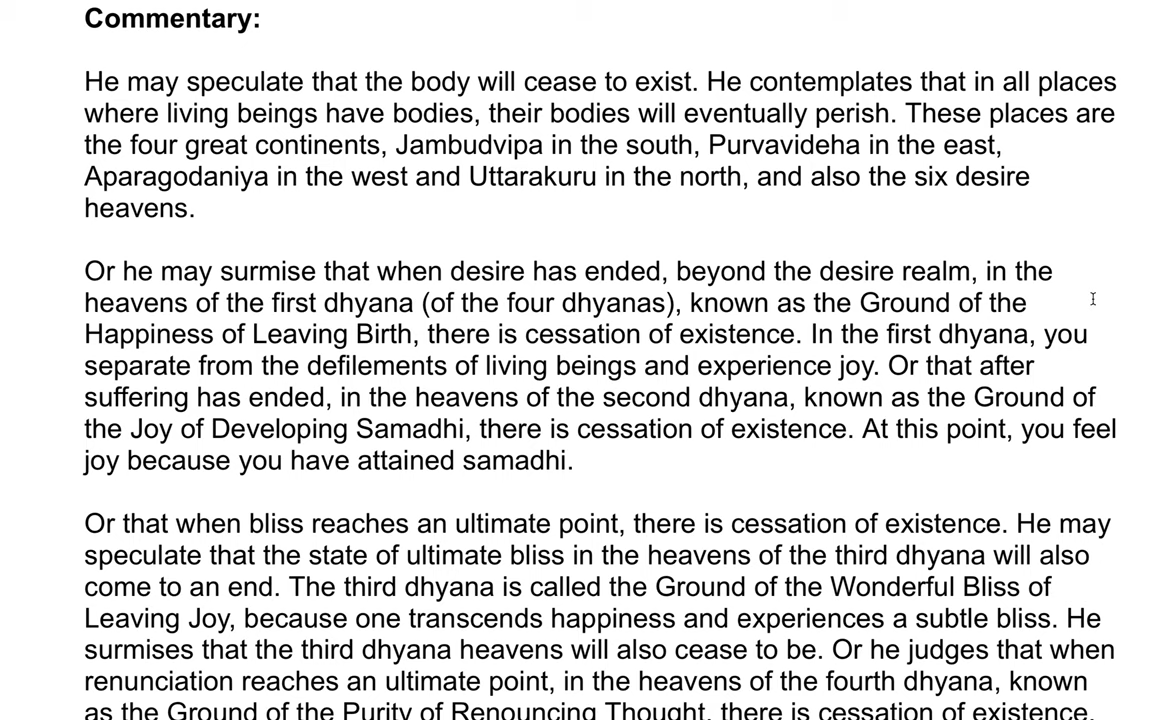 Commentary:
He may speculate that the body will cease to exist. He contemplates that in all places
where living beings have bodies, their bodies will eventually perish. These places are
the four great continents, Jambudvipa in the south, Purvavideha in the east,
Aparagodaniya in the west and Uttarakuru in the north, and also the six desire
heavens.
Or he may surmise that when desire has ended, beyond the desire realm, in the
heavens of the first dhyana (of the four dhyanas), known as the Ground of the
Happiness of Leaving Birth, there is cessation of existence. In the first dhyana, you
separate from the defilements of living beings and experience joy. Or that after
suffering has ended, in the heavens of the second dhyana, known as the Ground of
the Joy of Developing Samadhi, there is cessation of existence. At this point, you feel
joy because you have attained samadhi.
Or that when bliss reaches an ultimate point, there is cessation of existence. He may
speculate that the state of ultimate bliss in the heavens of the third dhyana will also
come to an end. The third dhyana is called the Ground of the Wonderful Bliss of
Leaving Joy, because one transcends happiness and experiences a subtle bliss. He
surmises that the third dhyana heavens will also cease to be. Or he judges that when
renunciation reaches an ultimate point, in the heavens of the fourth dhyana, known
as the Ground of the Purity of Renouncing Thought, there is cessation of existence.